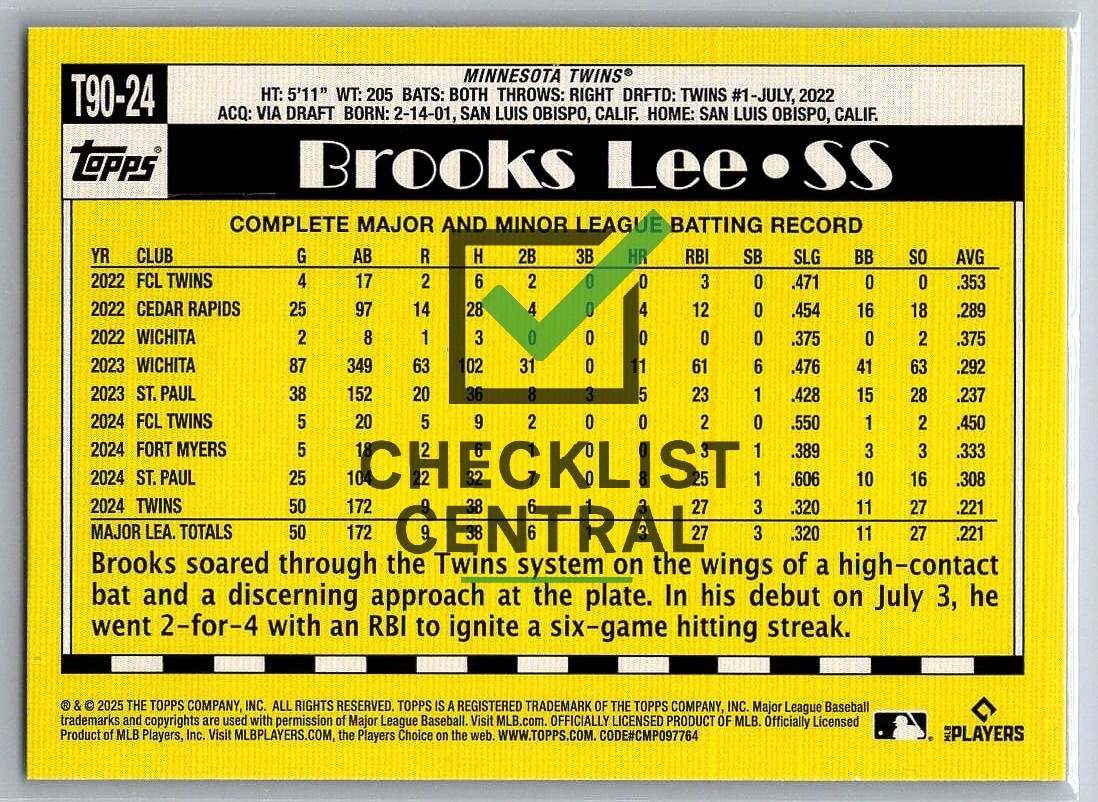 T90-24
MINNESOTA TWINS®
HT: 5'11" WT: 205 BATS: BOTH THROWS: RIGHT DRFTD: TWINS #1-JULY, 2022
ACQ: VIA DRAFT BORN: 2-14-01, SAN LUIS OBISPO, CALIF. HOME: SAN LUIS OBISPO, CALIF.
topps®
Brooks Lee • SS
COMPLETE MAJOR AND MINOR LEAGUE BATTING RECORD
YR CLUB G AB R H 2B 3B HR RBI SB SLG BB SO AVG
2022 FCL TWINS 4 17 2 6 2 0 0 3 0 .471 0 0 .353
2022 CEDAR RAPIDS 25 97 14 28 4 0 4 12 0 .454 16 18 .289
2022 WICHITA 2 8 1 3 0 0 0 0 0 .375 0 2 .375
2023 WICHITA 87 349 63 102 31 0 11 61 6 .476 41 63 .292
2023 ST. PAUL 38 152 20 36 8 3 5 23 1 .428 15 28 .237
2024 FCL TWINS 5 20 5 9 2 0 0 2 0 .550 1 2 .450
2024 FORT MYERS 5 18 2 6 1 0 0 3 1 .389 3 3 .333
2024 ST. PAUL 25 104 22 32 7 0 8 25 1 .606 10 16 .308
2024 TWINS 50 172 9 38 6 1 3 27 3 .320 11 27 .221
MAJOR LEA. TOTALS 50 172 9 38 6 1 3 27 3 .320 11 27 .221
CHECKLIST
CENTRAL
Brooks soared through the Twins system on the wings of a high-contact
bat and a discerning approach at the plate. In his debut on July 3, he
went 2-for-4 with an RBI to ignite a six-game hitting streak.
® & © 2025 THE TOPPS COMPANY, INC. ALL RIGHTS RESERVED. TOPPS IS A REGISTERED TRADEMARK OF THE TOPPS COMPANY, INC. Major League Baseball
trademarks and copyrights are used with permission of Major League Baseball. Visit MLB.com. OFFICIALLY LICENSED PRODUCT OF MLB. Officially Licensed
Product of MLB Players, Inc. Visit MLBPLAYERS.COM, the Players Choice on the web. WWW.TOPPS.COM. CODE#CMP097764
MLB PLAYERS